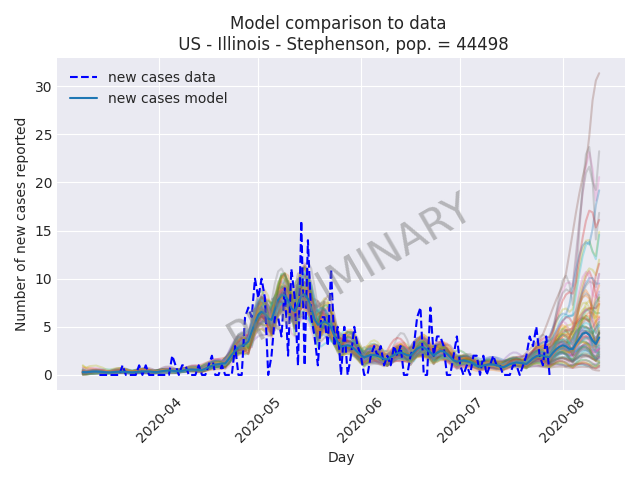 Model comparison to data
US - Illinois - Stephenson, pop. = 44498
new cases data
new cases model
PRELIMINARY
Number of new cases reported
30
25
20
15
10
5
0
2020-04
2020-05
2020-06
2020-07
2020-08
Day